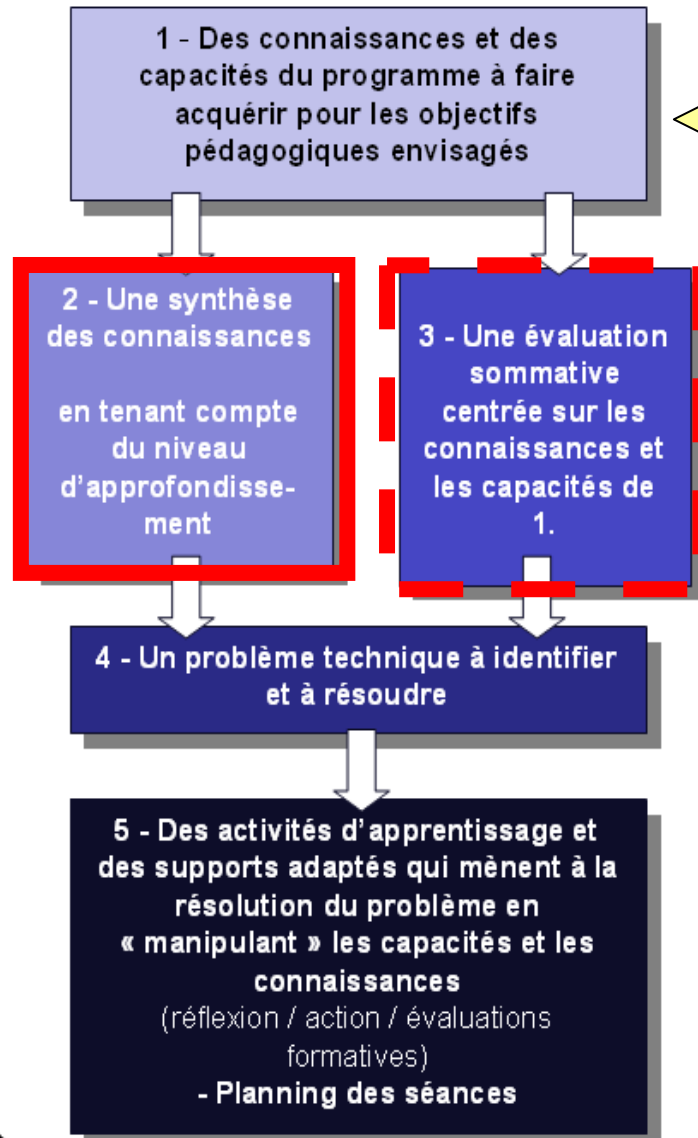 1 - Des connaissances et des
capacités du programme à faire
acquérir pour les objectifs
pédagogiques envisagés
2 - Une synthèse
des connaissances
en tenant compte
du niveau
d'approfondisse-
ment
3 - Une évaluation
sommative
centrée sur les
connaissances et
les capacités de
1.
4 - Un problème technique à identifier
et à résoudre
5 - Des activités d'apprentissage et
des supports adaptés qui mènent à la
résolution du problème en
« manipulant » les capacités et les
connaissances
(réflexion / action / évaluations
formatives)
- Planning des séances